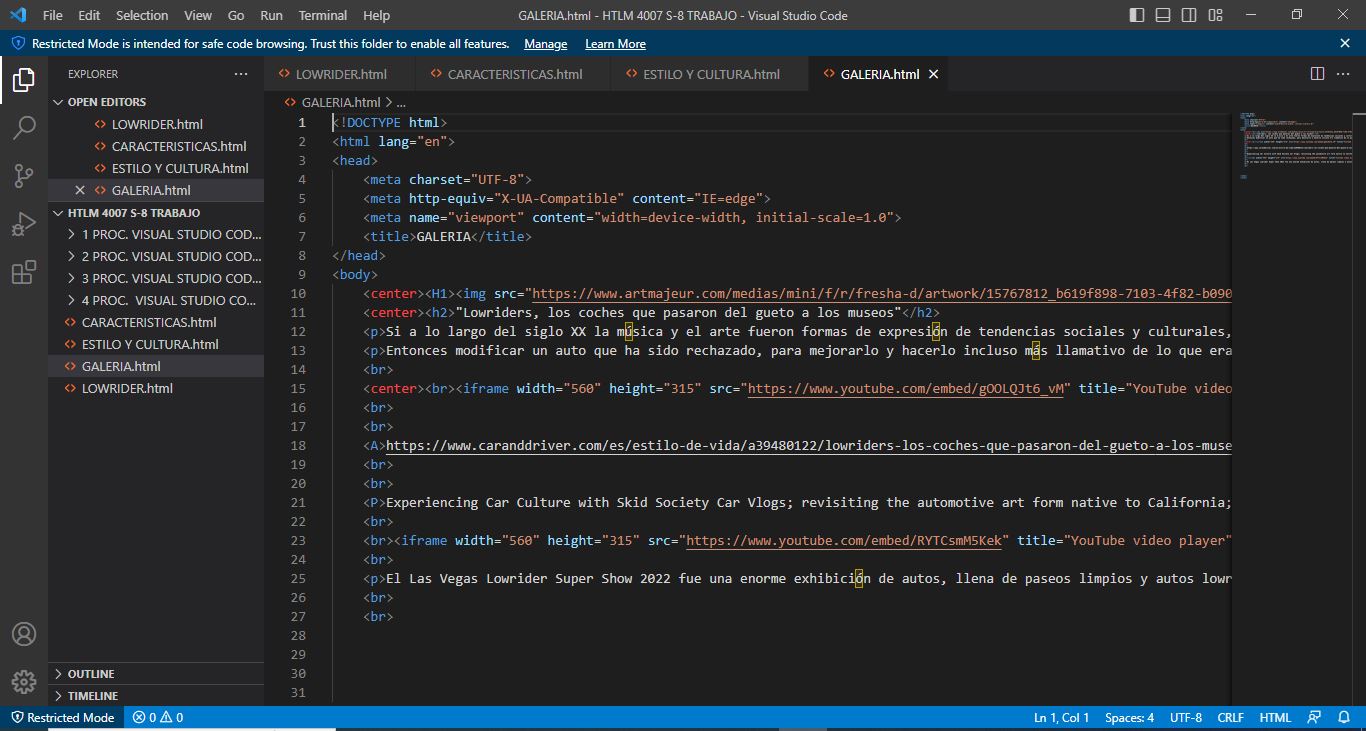 File Edit Selection View Go Run Terminal Help GALERIA.html - HTLM 4007 S-8 TRABAJO - Visual Studio Code
Restricted Mode is intended for safe code browsing. Trust this folder to enable all features. Manage Learn More
EXPLORER
OPEN EDITORS
LOWRIDER.html
CARACTERISTICAS.html
ESTILO Y CULTURA.html
GALERIA.html
HTLM 4007 S-8 TRABAJO
1 PROC. VISUAL STUDIO COD...
2 PROC. VISUAL STUDIO COD...
3 PROC. VISUAL STUDIO COD...
4 PROC. VISUAL STUDIO CO...
CARACTERISTICAS.html
ESTILO Y CULTURA.html
GALERIA.html
LOWRIDER.html
OUTLINE
TIMELINE
LOWRIDER.html CARACTERISTICAS.html ESTILO Y CULTURA.html GALERIA.html
GALERIA.html > ...
1 <!DOCTYPE html>
2 <html lang="en">
3 <head>
4 <meta charset="UTF-8">
5 <meta http-equiv="X-UA-Compatible" content="IE=edge">
6 <meta name="viewport" content="width=device-width, initial-scale=1.0">
7 <title>GALERIA</title>
8 </head>
9 <body>
10 <center><H1><img src="https://www.artmajeur.com/medias/mini/f/r/fresha-d/artwork/15767812_b619f898-7103-4f82-b090
11 <center><h2>"Lowriders, los coches que pasaron del gueto a los museos"</h2>
12 <p>Si a lo largo del siglo XX la música y el arte fueron formas de expresión de tendencias sociales y culturales,
13 <p>Entonces modificar un auto que ha sido rechazado, para mejorarlo y hacerlo incluso más llamativo de lo que era
14 <br>
15 <center><br><iframe width="560" height="315" src="https://www.youtube.com/embed/gOOLQJt6_vM" title="YouTube video
16 <br>
17 <br>
18 <A>https://www.caranddriver.com/es/estilo-de-vida/a39480122/lowriders-los-coches-que-pasaron-del-gueto-a-los-muse
19 <br>
20 <br>
21 <P>Experiencing Car Culture with Skid Society Car Vlogs; revisiting the automotive art form native to California;
22 <br>
23 <br><iframe width="560" height="315" src="https://www.youtube.com/embed/RYTCsmM5Kek" title="YouTube video player"
24 <br>
25 <p>El Las Vegas Lowrider Super Show 2022 fue una enorme exhibición de autos, llena de paseos limpios y autos lowr
26 <br>
27 <br>
28
29
30
31
Restricted Mode 0 0 Ln 1, Col 1 Spaces: 4 UTF-8 CRLF HTML